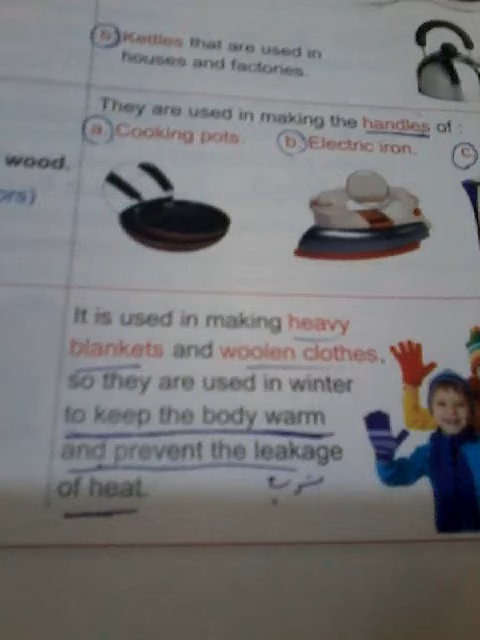 b Kettles that are used in
houses and factories.
They are used in making the handles of :
a Cooking pots. b Electric iron. c
wood.
ors)
It is used in making heavy
blankets and woolen clothes,
so they are used in winter
to keep the body warm
and prevent the leakage
of heat.